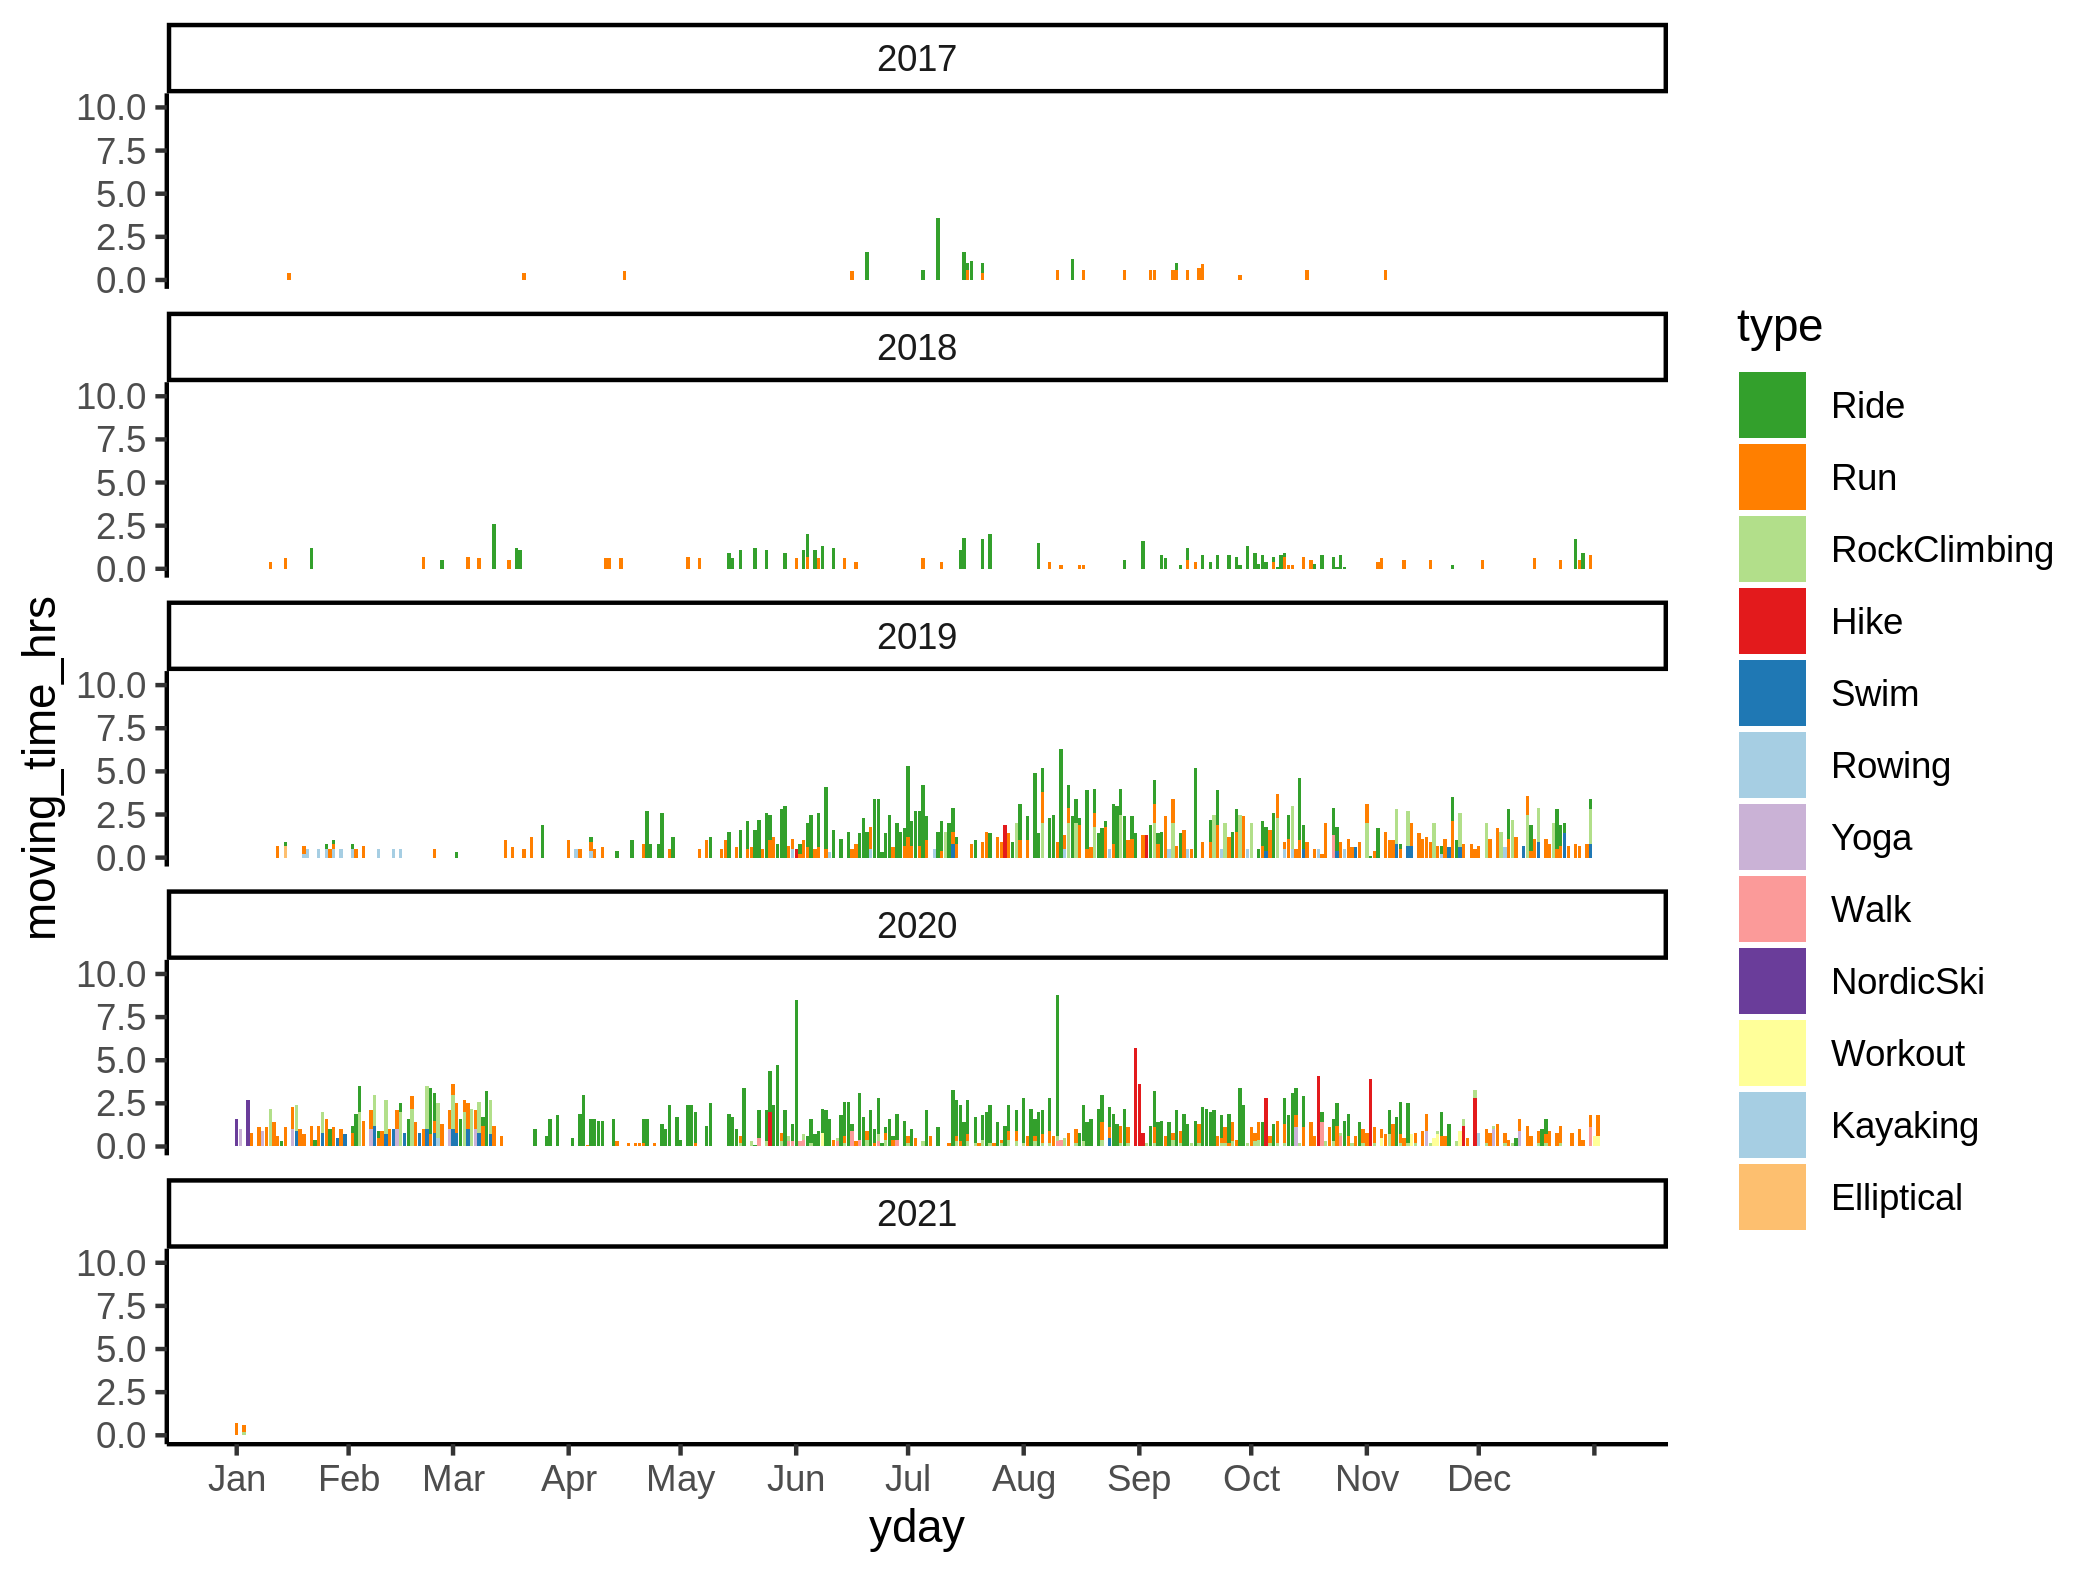 2017
10.0
7.5
5.0
2.5
0.0
2018
10.0
7.5
5.0
2.5
0.0
2019
10.0
7.5
5.0
2.5
0.0
2020
10.0
7.5
5.0
2.5
0.0
2021
10.0
7.5
5.0
2.5
0.0
Jan Feb Mar Apr May Jun Jul Aug Sep Oct Nov Dec
yday
moving_time_hrs
type
Ride
Run
RockClimbing
Hike
Swim
Rowing
Yoga
Walk
NordicSki
Workout
Kayaking
Elliptical